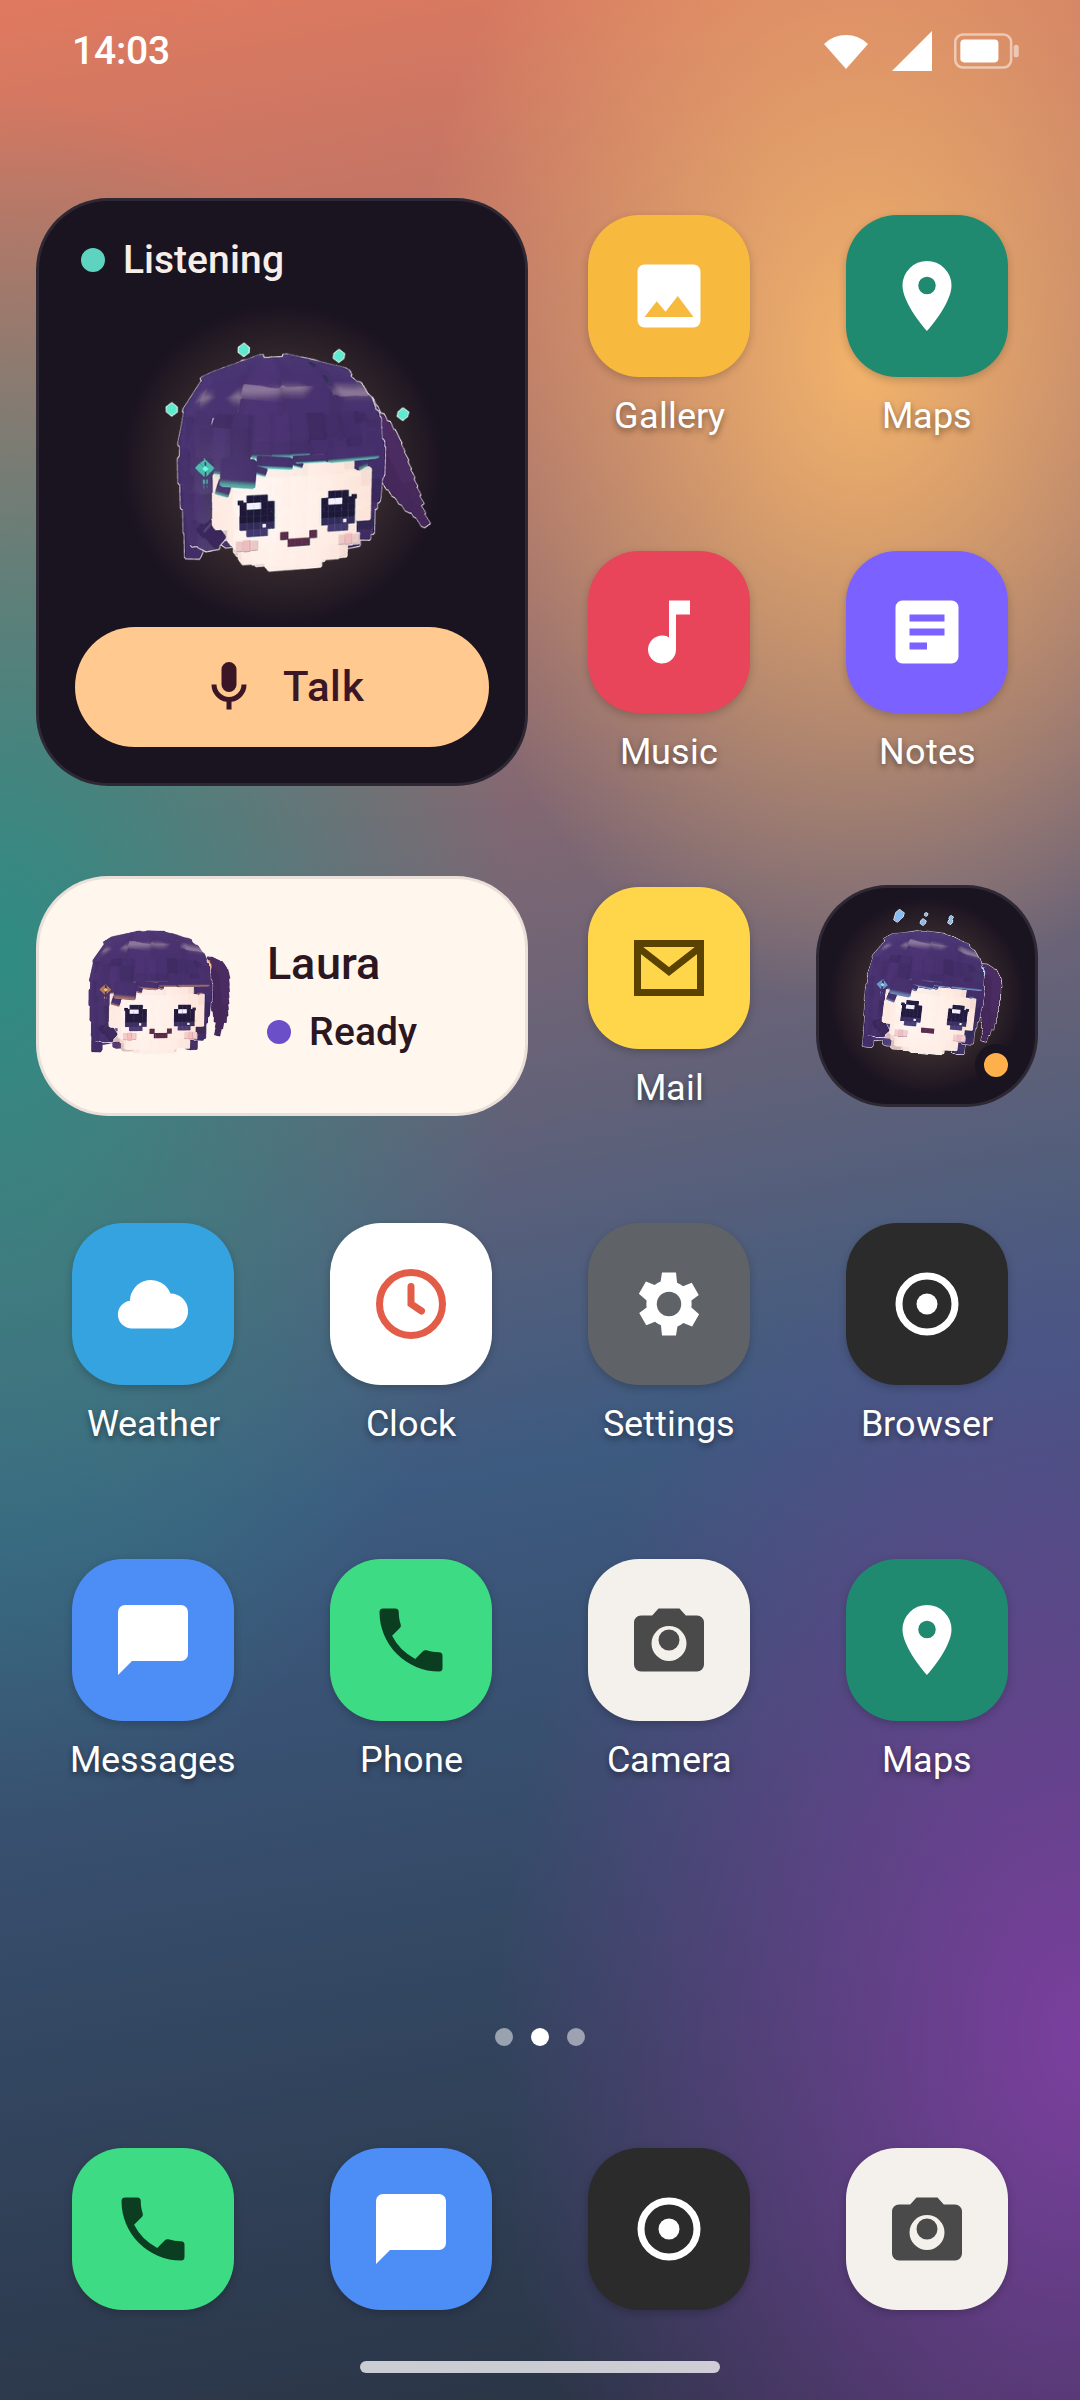 14:03
Listening
Talk
Gallery
Maps
Music
Notes
Laura
Ready
Mail
Weather
Clock
Settings
Browser
Messages
Phone
Camera
Maps